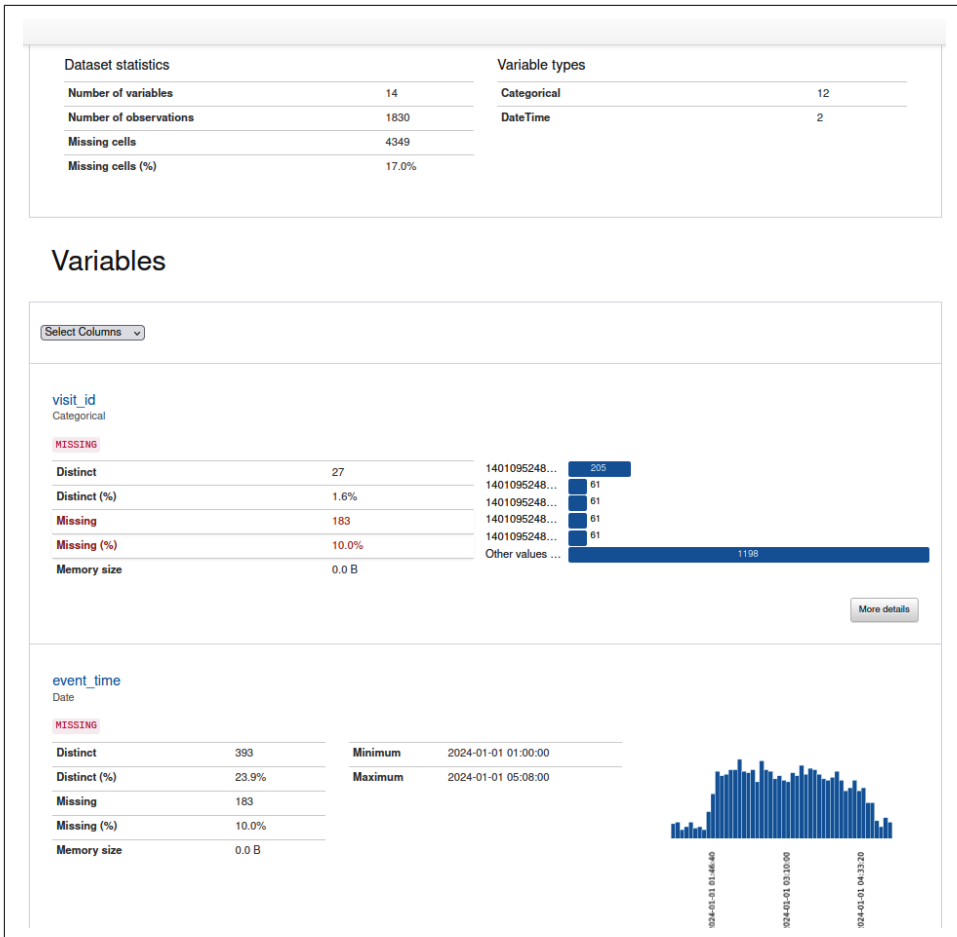 Dataset statistics
Number of variables 14
Number of observations 1830
Missing cells 4349
Missing cells (%) 17.0%
Variable types
Categorical 12
DateTime 2
Variables
Select Columns
visit_id
Categorical
MISSING
Distinct 27
Distinct (%) 1.6%
Missing 183
Missing (%) 10.0%
Memory size 0.0 B
1401095248... 205
1401095248... 61
1401095248... 61
1401095248... 61
1401095248... 61
Other values ... 1198
More details
event_time
Date
MISSING
Distinct 393
Distinct (%) 23.9%
Missing 183
Missing (%) 10.0%
Memory size 0.0 B
Minimum 2024-01-01 01:00:00
Maximum 2024-01-01 05:08:00
024-01-01 01:46:40
024-01-01 03:10:00
024-01-01 04:33:20